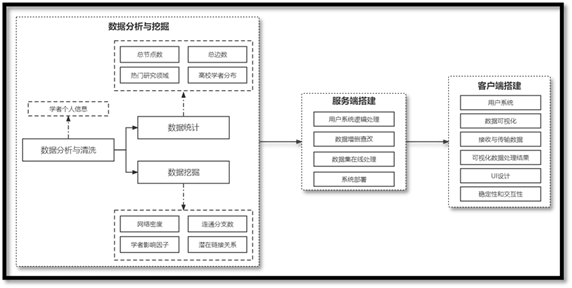 数据分析与挖掘
总节点数
总边数
热门研究领域
高校学者分布
学者个人信息
数据分析与清洗
数据统计
数据挖掘
网络密度
连通分支数
学者影响因子
潜在链接关系
服务端搭建
用户系统逻辑处理
数据增删查改
数据集在线处理
系统部署
客户端搭建
用户系统
数据可视化
接收与传输数据
可视化数据处理结果
UI设计
稳定性和交互性